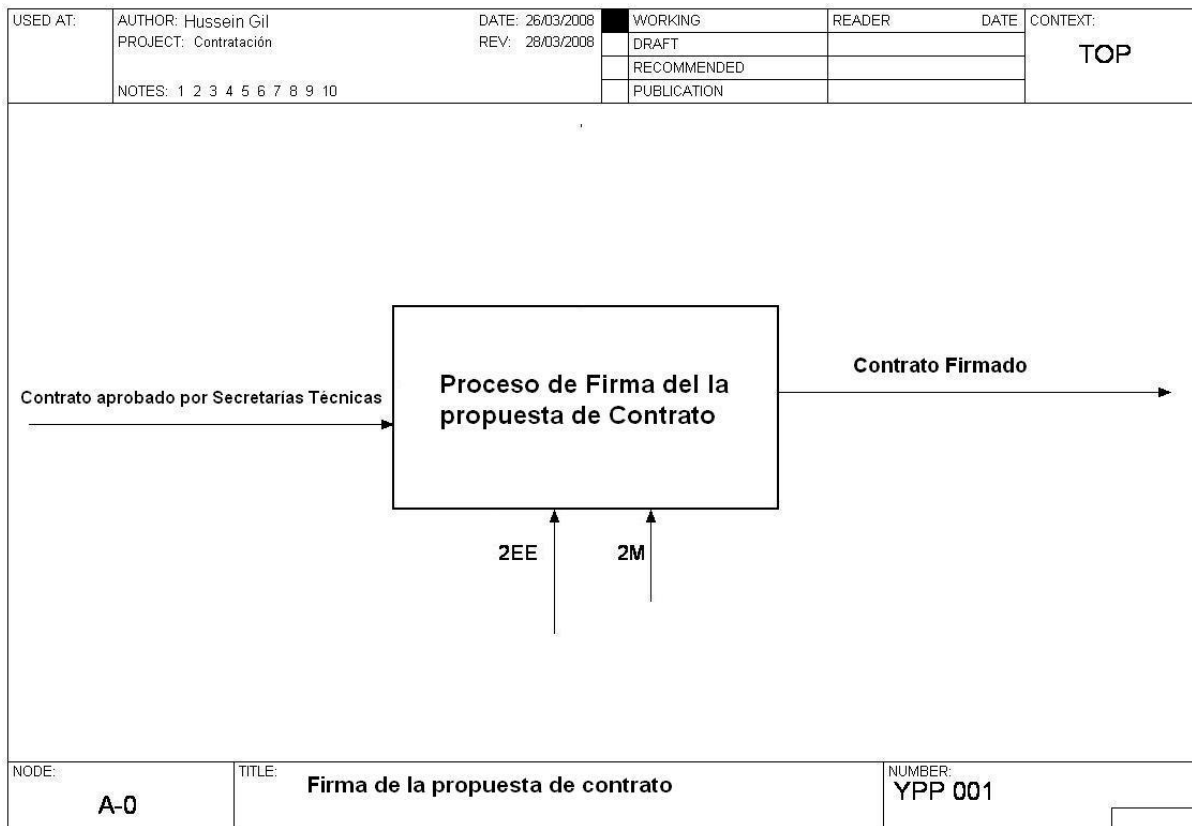 USED AT:
AUTHOR: Hussein Gil
DATE: 26/03/2008
PROJECT: Contratación
REV: 28/03/2008
NOTES: 1 2 3 4 5 6 7 8 9 10
WORKING
DRAFT
RECOMMENDED
PUBLICATION
READER DATE
CONTEXT:
TOP
Contrato aprobado por Secretarías Técnicas
Proceso de Firma del la
propuesta de Contrato
Contrato Firmado
2EE
2M
NODE:
A-0
TITLE:
Firma de la propuesta de contrato
NUMBER:
YPP 001